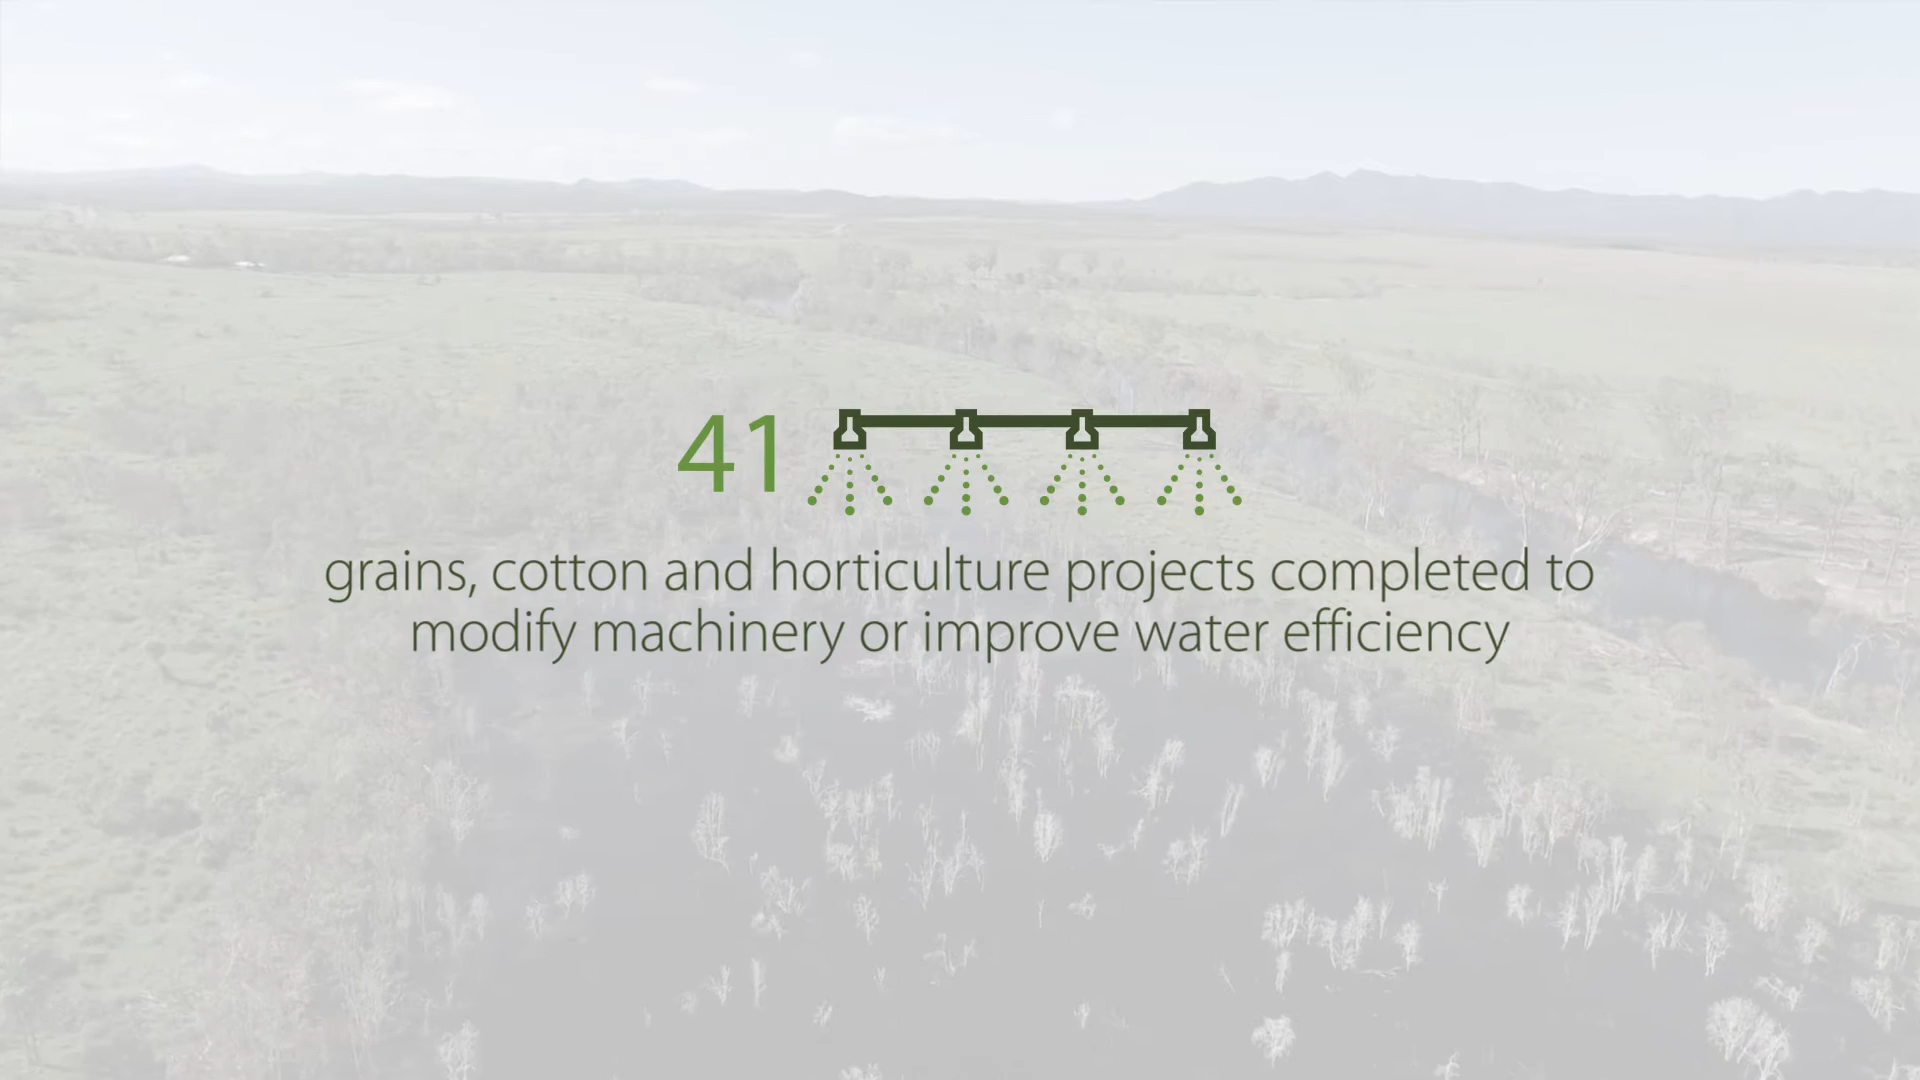 41
grains, cotton and horticulture projects completed to
modify machinery or improve water efficiency